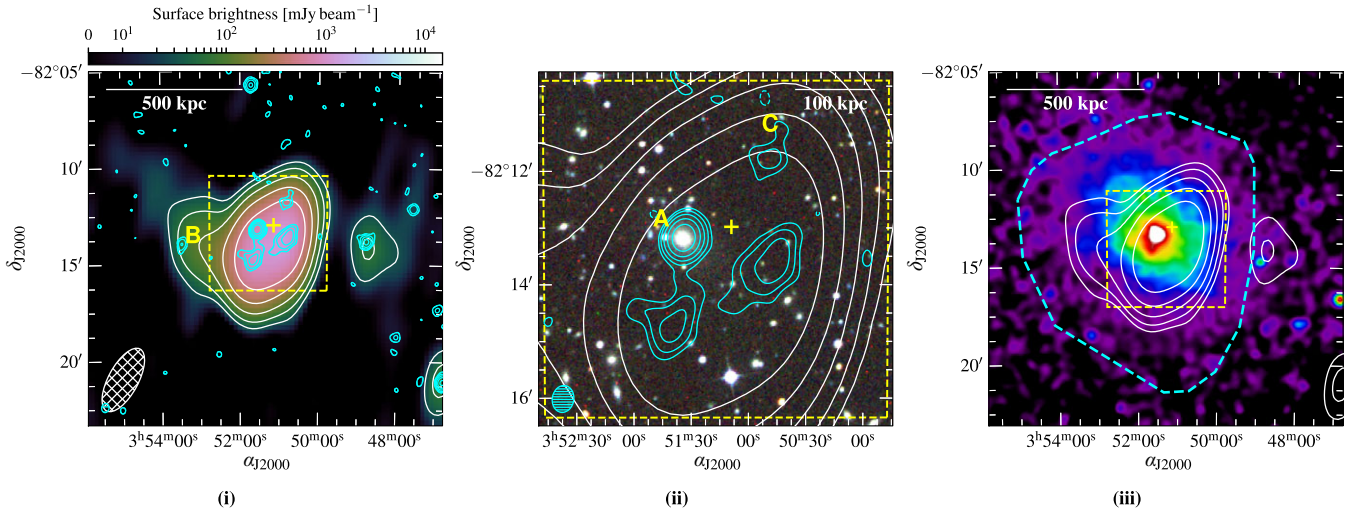 Surface brightness [mJy beam⁻¹]
0 10¹ 10² 10³ 10⁴
−82°05′
10′
15′
20′
δJ2000
500 kpc
B
3ʰ54ᵐ00ˢ 52ᵐ00ˢ 50ᵐ00ˢ 48ᵐ00ˢ
αJ2000
(i)
−82°12′
14′
16′
δJ2000
100 kpc
C
A
3ʰ52ᵐ30ˢ 00ˢ 51ᵐ30ˢ 00ˢ 50ᵐ30ˢ 00ˢ
αJ2000
(ii)
−82°05′
10′
15′
20′
δJ2000
500 kpc
3ʰ54ᵐ00ˢ 52ᵐ00ˢ 50ᵐ00ˢ 48ᵐ00ˢ
αJ2000
(iii)